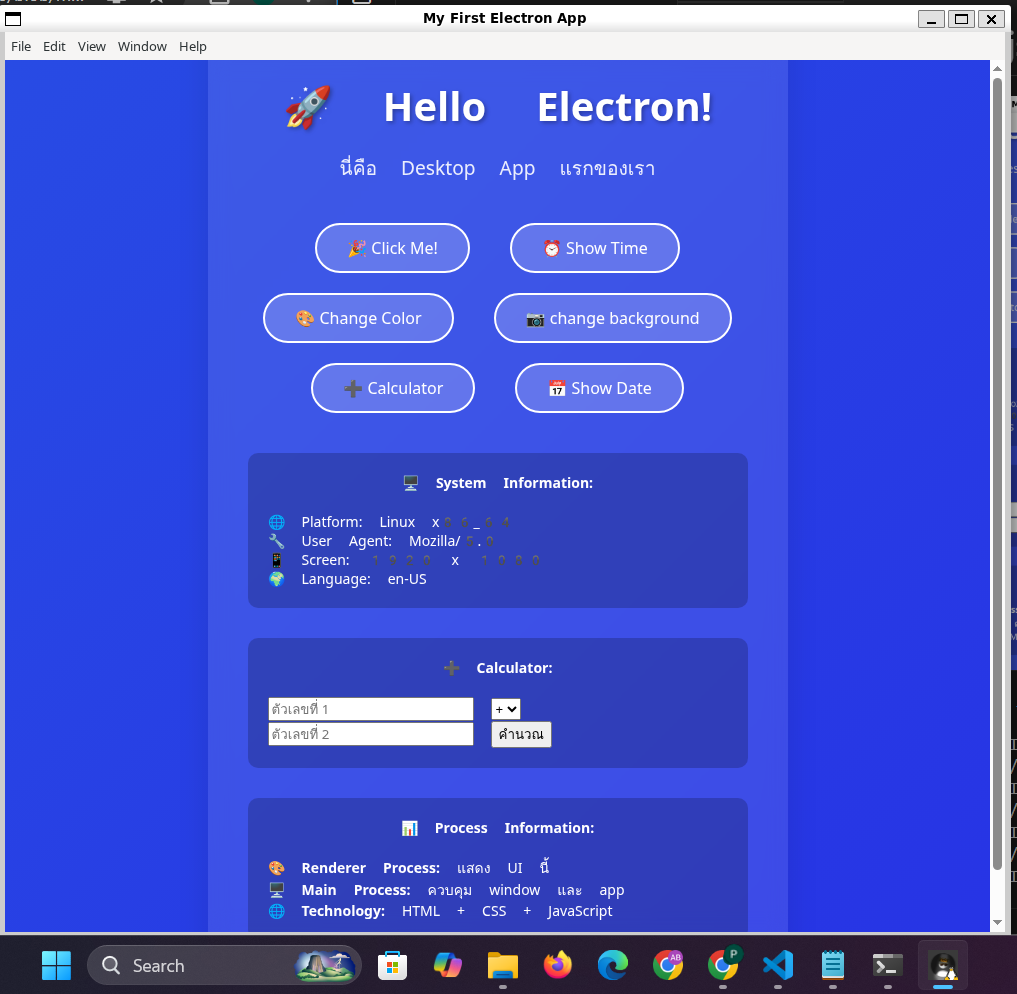 My First Electron App
File Edit View Window Help
🚀 Hello Electron!
นี่คือ Desktop App แรกของเรา
🎉 Click Me!
⏰ Show Time
🎨 Change Color
📷 change background
➕ Calculator
📅 Show Date
🖥️ System Information:
🌐 Platform: Linux x86_64
🔧 User Agent: Mozilla/5.0
📱 Screen: 1920 x 1080
🌍 Language: en-US
➕ Calculator:
ตัวเลขที่ 1 +
ตัวเลขที่ 2 คำนวณ
📊 Process Information:
🎨 Renderer Process: แสดง UI นี้
🖥️ Main Process: ควบคุม window และ app
🌐 Technology: HTML + CSS + JavaScript
Search